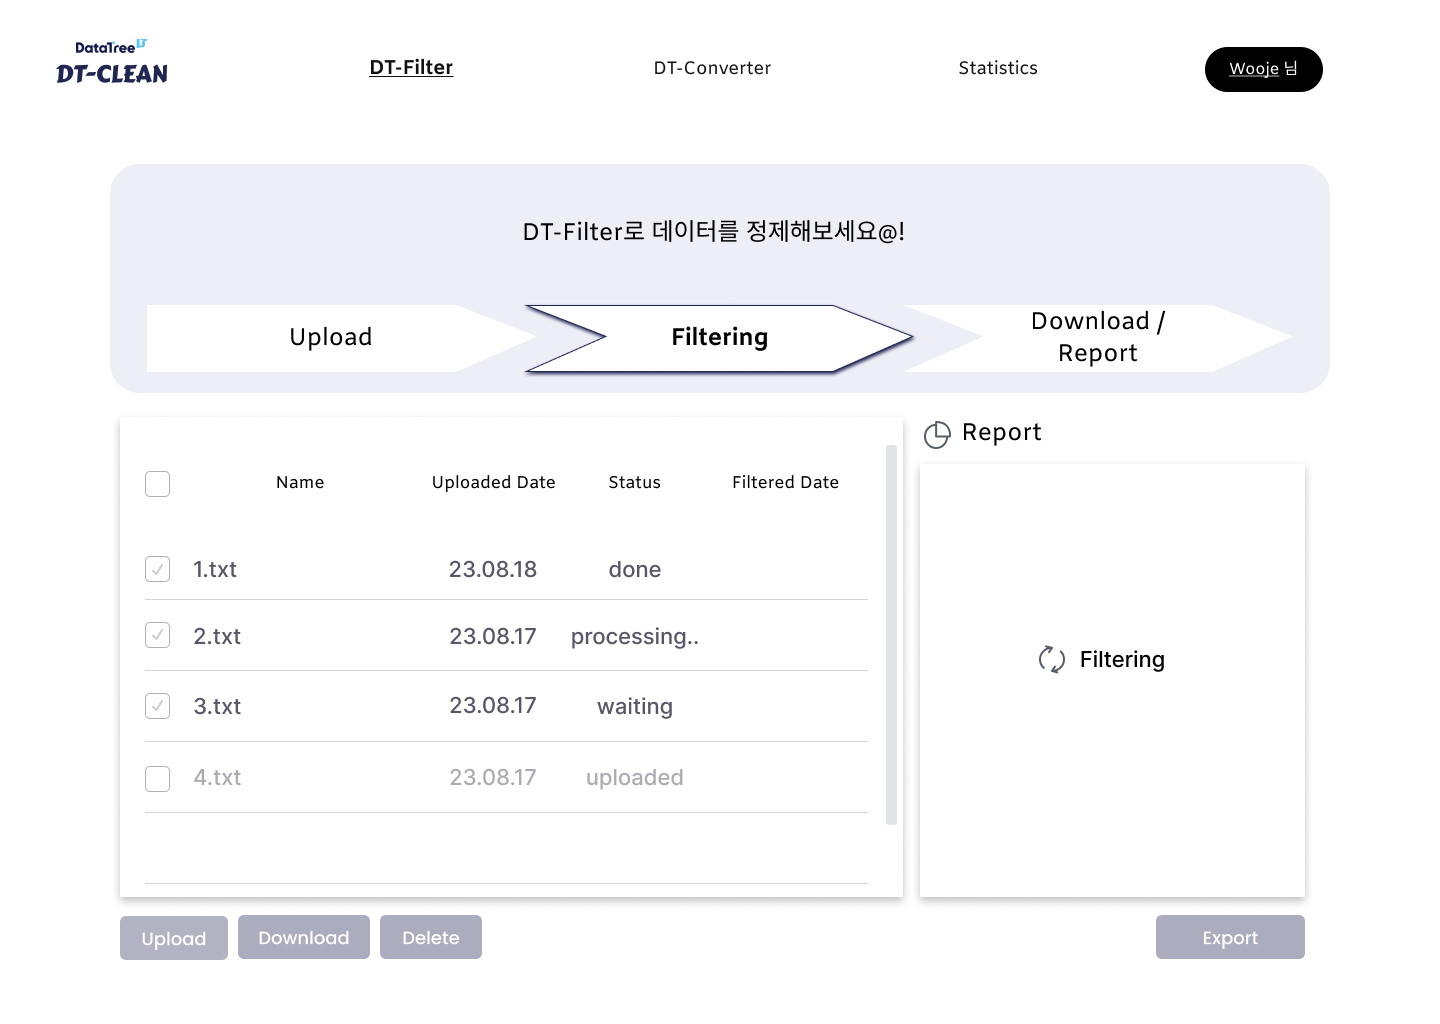 DataTree
DT-CLEAN
DT-Filter
DT-Converter
Statistics
Wooje 님
DT-Filter로 데이터를 정제해보세요@!
Upload
Filtering
Download /
Report
Report
Name
Uploaded Date
Status
Filtered Date
1.txt
23.08.18
done
2.txt
23.08.17
processing..
3.txt
23.08.17
waiting
4.txt
23.08.17
uploaded
Filtering
Upload
Download
Delete
Export